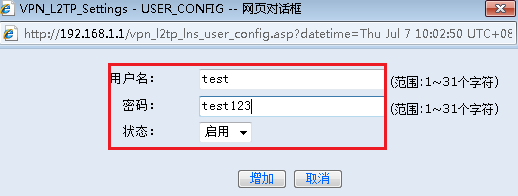 VPN_L2TP_Settings - USER_CONFIG -- 网页对话框
http://192.168.1.1/vpn_l2tp_lns_user_config.asp?datetime=Thu Jul 7 10:02:50 UTC+08
用户名： test (范围:1~31个字符)
密码： test123 (范围:1~31个字符)
状态： 启用
增加 取消